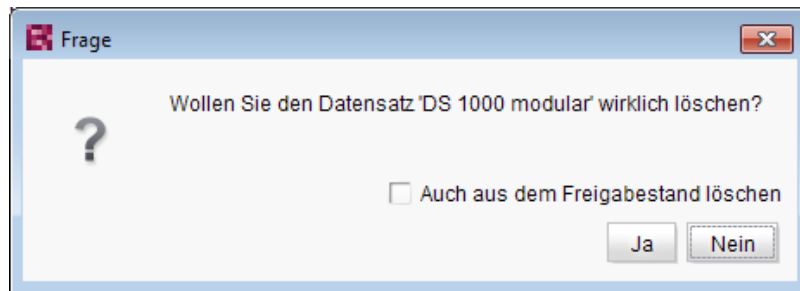 Frage
Wollen Sie den Datensatz 'DS 1000 modular' wirklich löschen?
Auch aus dem Freigabestand löschen
Ja Nein